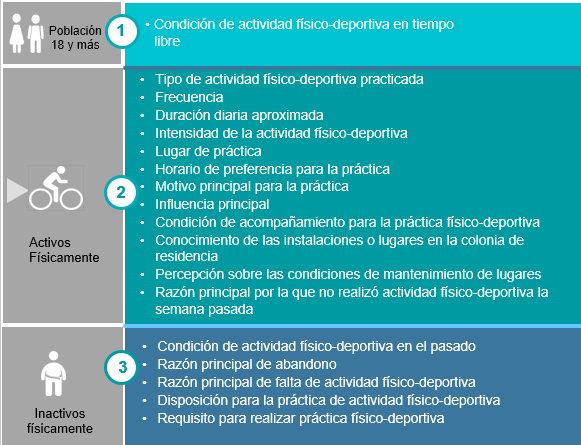 Población
18 y más
1
• Condición de actividad físico-deportiva en tiempo
libre
Activos
Físicamente
2
• Tipo de actividad físico-deportiva practicada
• Frecuencia
• Duración diaria aproximada
• Intensidad de la actividad físico-deportiva
• Lugar de práctica
• Horario de preferencia para la práctica
• Motivo principal para la práctica
• Influencia principal
• Condición de acompañamiento para la práctica físico-deportiva
• Conocimiento de las instalaciones o lugares en la colonia de
residencia
• Percepción sobre las condiciones de mantenimiento de lugares
• Razón principal por la que no realizó actividad físico-deportiva la
semana pasada
Inactivos
físicamente
3
• Condición de actividad físico-deportiva en el pasado
• Razón principal de abandono
• Razón principal de falta de actividad físico-deportiva
• Disposición para la práctica de actividad físico-deportiva
• Requisito para realizar práctica físico-deportiva